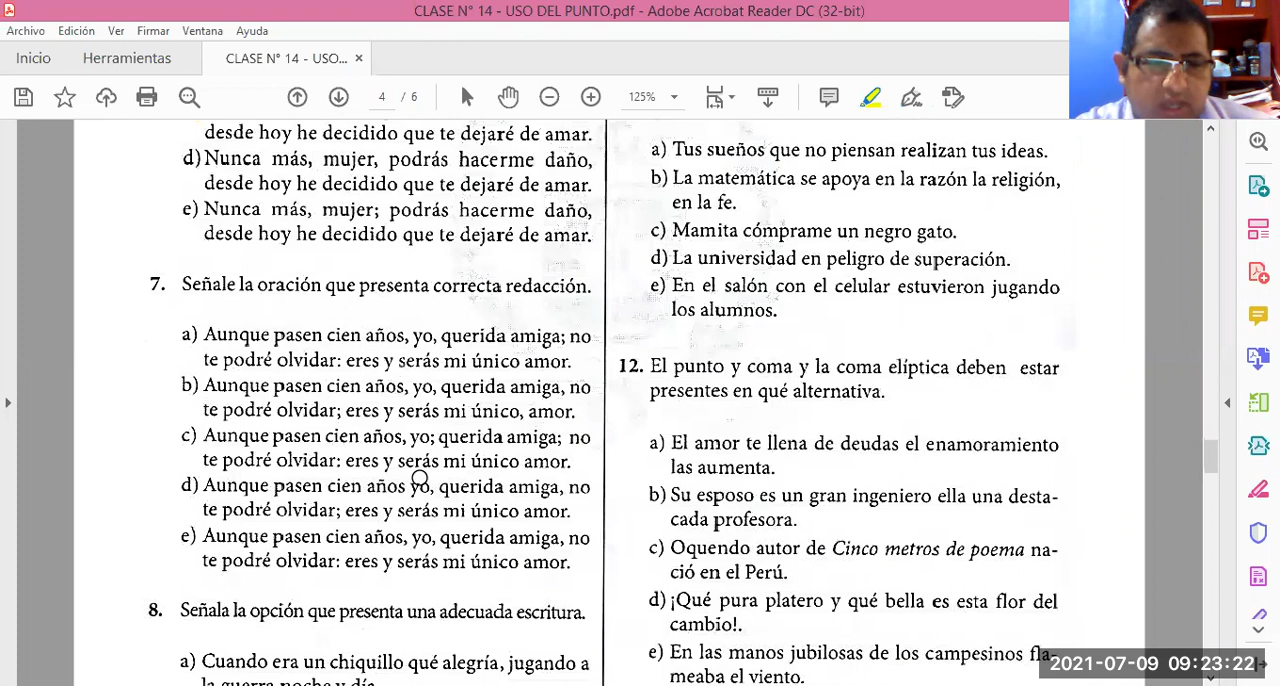 CLASE N° 14 - USO DEL PUNTO.pdf - Adobe Acrobat Reader DC (32-bit)
Archivo Edición Ver Firmar Ventana Ayuda
Inicio Herramientas CLASE N° 14 - USO... ×
4 / 6 125%
desde hoy he decidido que te dejaré de amar.
d) Nunca más, mujer, podrás hacerme daño,
desde hoy he decidido que te dejaré de amar.
e) Nunca más, mujer; podrás hacerme daño,
desde hoy he decidido que te dejaré de amar.
7. Señale la oración que presenta correcta redacción.
a) Aunque pasen cien años, yo, querida amiga; no
te podré olvidar: eres y serás mi único amor.
b) Aunque pasen cien años, yo, querida amiga, no
te podré olvidar; eres y serás mi único, amor.
c) Aunque pasen cien años, yo; querida amiga; no
te podré olvidar: eres y serás mi único amor.
d) Aunque pasen cien años yo, querida amiga, no
te podré olvidar; eres y serás mi único amor.
e) Aunque pasen cien años, yo, querida amiga, no
te podré olvidar: eres y serás mi único amor.
8. Señala la opción que presenta una adecuada escritura.
a) Cuando era un chiquillo qué alegría, jugando a
la guerra noche y día.
a) Tus sueños que no piensan realizan tus ideas.
b) La matemática se apoya en la razón la religión,
en la fe.
c) Mamita cómprame un negro gato.
d) La universidad en peligro de superación.
e) En el salón con el celular estuvieron jugando
los alumnos.
12. El punto y coma y la coma elíptica deben estar
presentes en qué alternativa.
a) El amor te llena de deudas el enamoramiento
las aumenta.
b) Su esposo es un gran ingeniero ella una desta-
cada profesora.
c) Oquendo autor de Cinco metros de poema na-
ció en el Perú.
d) ¡Qué pura platero y qué bella es esta flor del
cambio!.
e) En las manos jubilosas de los campesinos fla-
meaba el viento.
2021-07-09 09:23:22